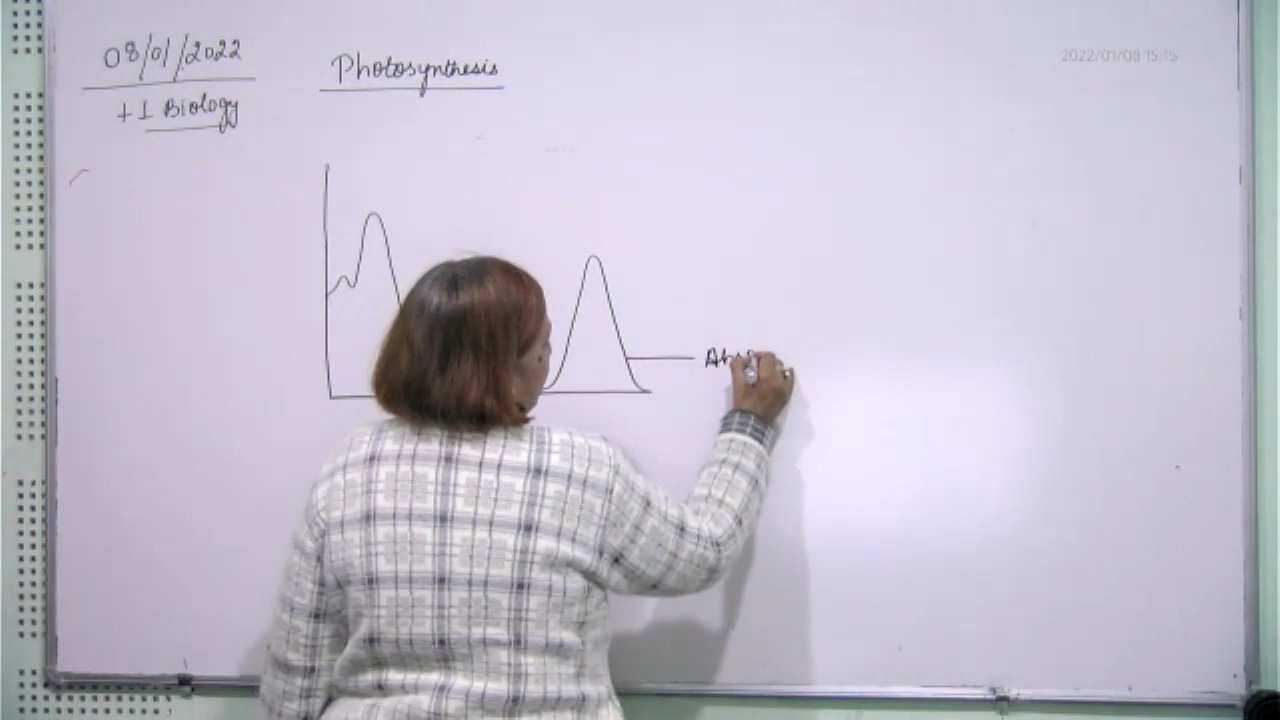 08/01/2022
Photosynthesis
2022/01/08 15:15
+1 Biology